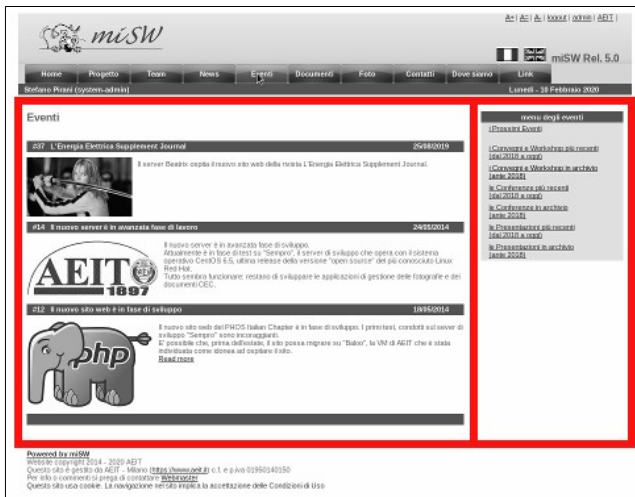 A+ | A= | A- | logout | admin | AEIT |
miSW
miSW Rel. 5.0
Home Progetto Team News Eventi Documenti Foto Contatti Dove siamo Link
Stefano Pirani (system-admin) Lunedì - 10 Febbraio 2020
Eventi
#37 L'Energia Elettrica Supplement Journal 25/08/2019
Il server Beatrix ospita il nuovo sito web della rivista L'Energia Elettrica Supplement Journal.
#14 Il nuovo server è in avanzata fase di lavoro 24/05/2014
Il nuovo server è in avanzata fase di sviluppo.
Attualmente è in fase di test su "Sempro", il server di sviluppo che opera con il sistema
operativo CentOS 6.5, ultima release della versione "open source" del più conosciuto Linux
Red Hat.
Tutto sembra funzionare: restano di sviluppare le applicazioni di gestione delle fotografie e dei
documenti CEC.
AEIT
1897
#12 Il nuovo sito web è in fase di sviluppo 18/05/2014
Il nuovo sito web del PHOS Italian Chapter è in fase di sviluppo. I primi test, condotti sul server di
sviluppo "Sempro" sono incoraggianti.
E' possibile che, prima dell'estate, il sito possa migrare su "Baloo", la VM di AEIT che è stata
individuata come idonea ad ospitare il sito.
Read more
php
menu degli eventi
i Prossimi Eventi
i Convegni e Workshop più recenti
(dal 2018 a oggi)
i Convegni e Workshop in archivio
(ante 2018)
le Conferenze più recenti
(dal 2018 a oggi)
le Conferenze in archivio
(ante 2018)
le Presentazioni più recenti
(dal 2018 a oggi)
le Presentazioni in archivio
(ante 2018)
Powered by miSW
Website copyright 2014 - 2020 AEIT
Questo sito è gestito da AEIT - Milano (https://www.aeit.it) c.f. e p.iva 01950140150
Per info o commenti si prega di contattare Webmaster
Questo sito usa cookie. La navigazione nel sito implica la accettazione delle Condizioni di Uso